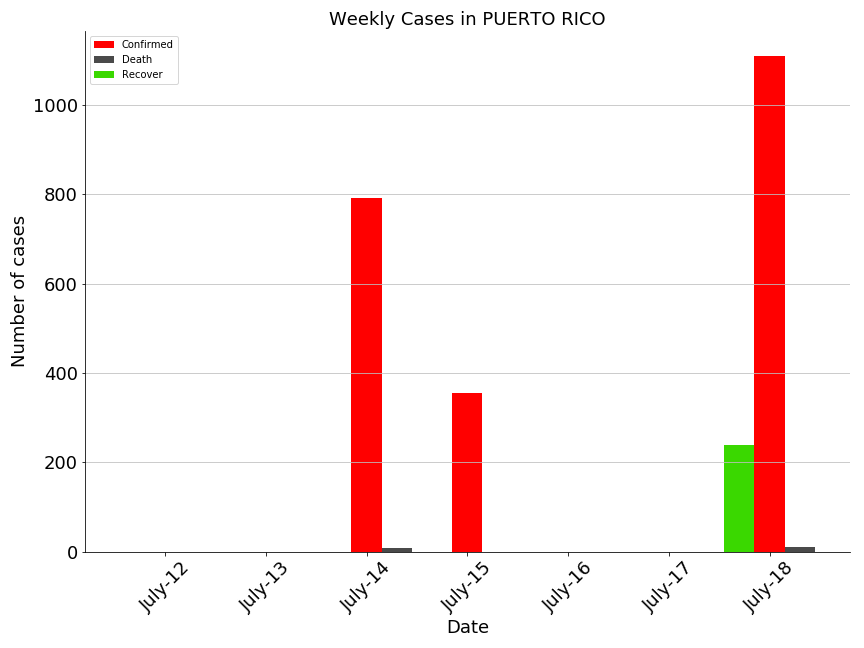 Weekly Cases in PUERTO RICO
Confirmed
Death
Recover
Number of cases
1000
800
600
400
200
0
July-12
July-13
July-14
July-15
July-16
July-17
July-18
Date